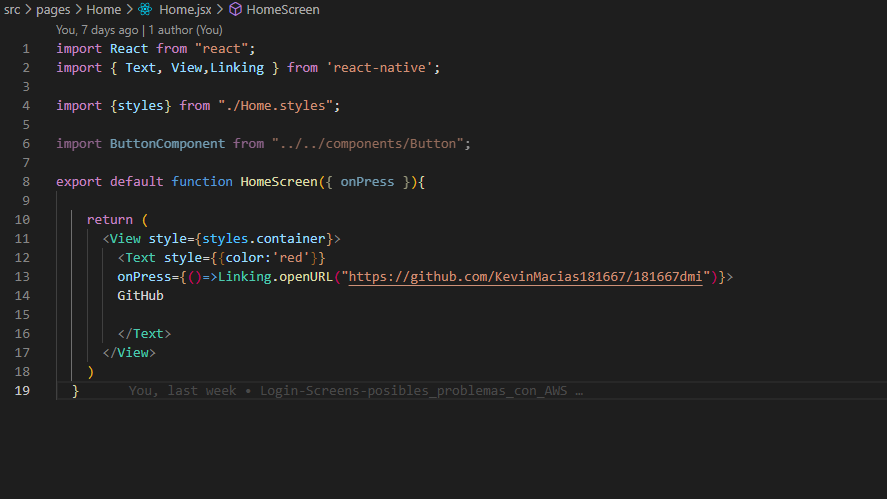 src > pages > Home > Home.jsx > HomeScreen
You, 7 days ago | 1 author (You)
1 import React from "react";
2 import { Text, View,Linking } from 'react-native';
3
4 import {styles} from "./Home.styles";
5
6 import ButtonComponent from "../../components/Button";
7
8 export default function HomeScreen({ onPress }){
9
10 return (
11 <View style={styles.container}>
12 <Text style={{color:'red'}}
13 onPress={()=>Linking.openURL("https://github.com/KevinMacias181667/181667dmi")}>
14 GitHub
15
16 </Text>
17 </View>
18 )
19 } You, last week • Login-Screens-posibles_problemas_con_AWS …